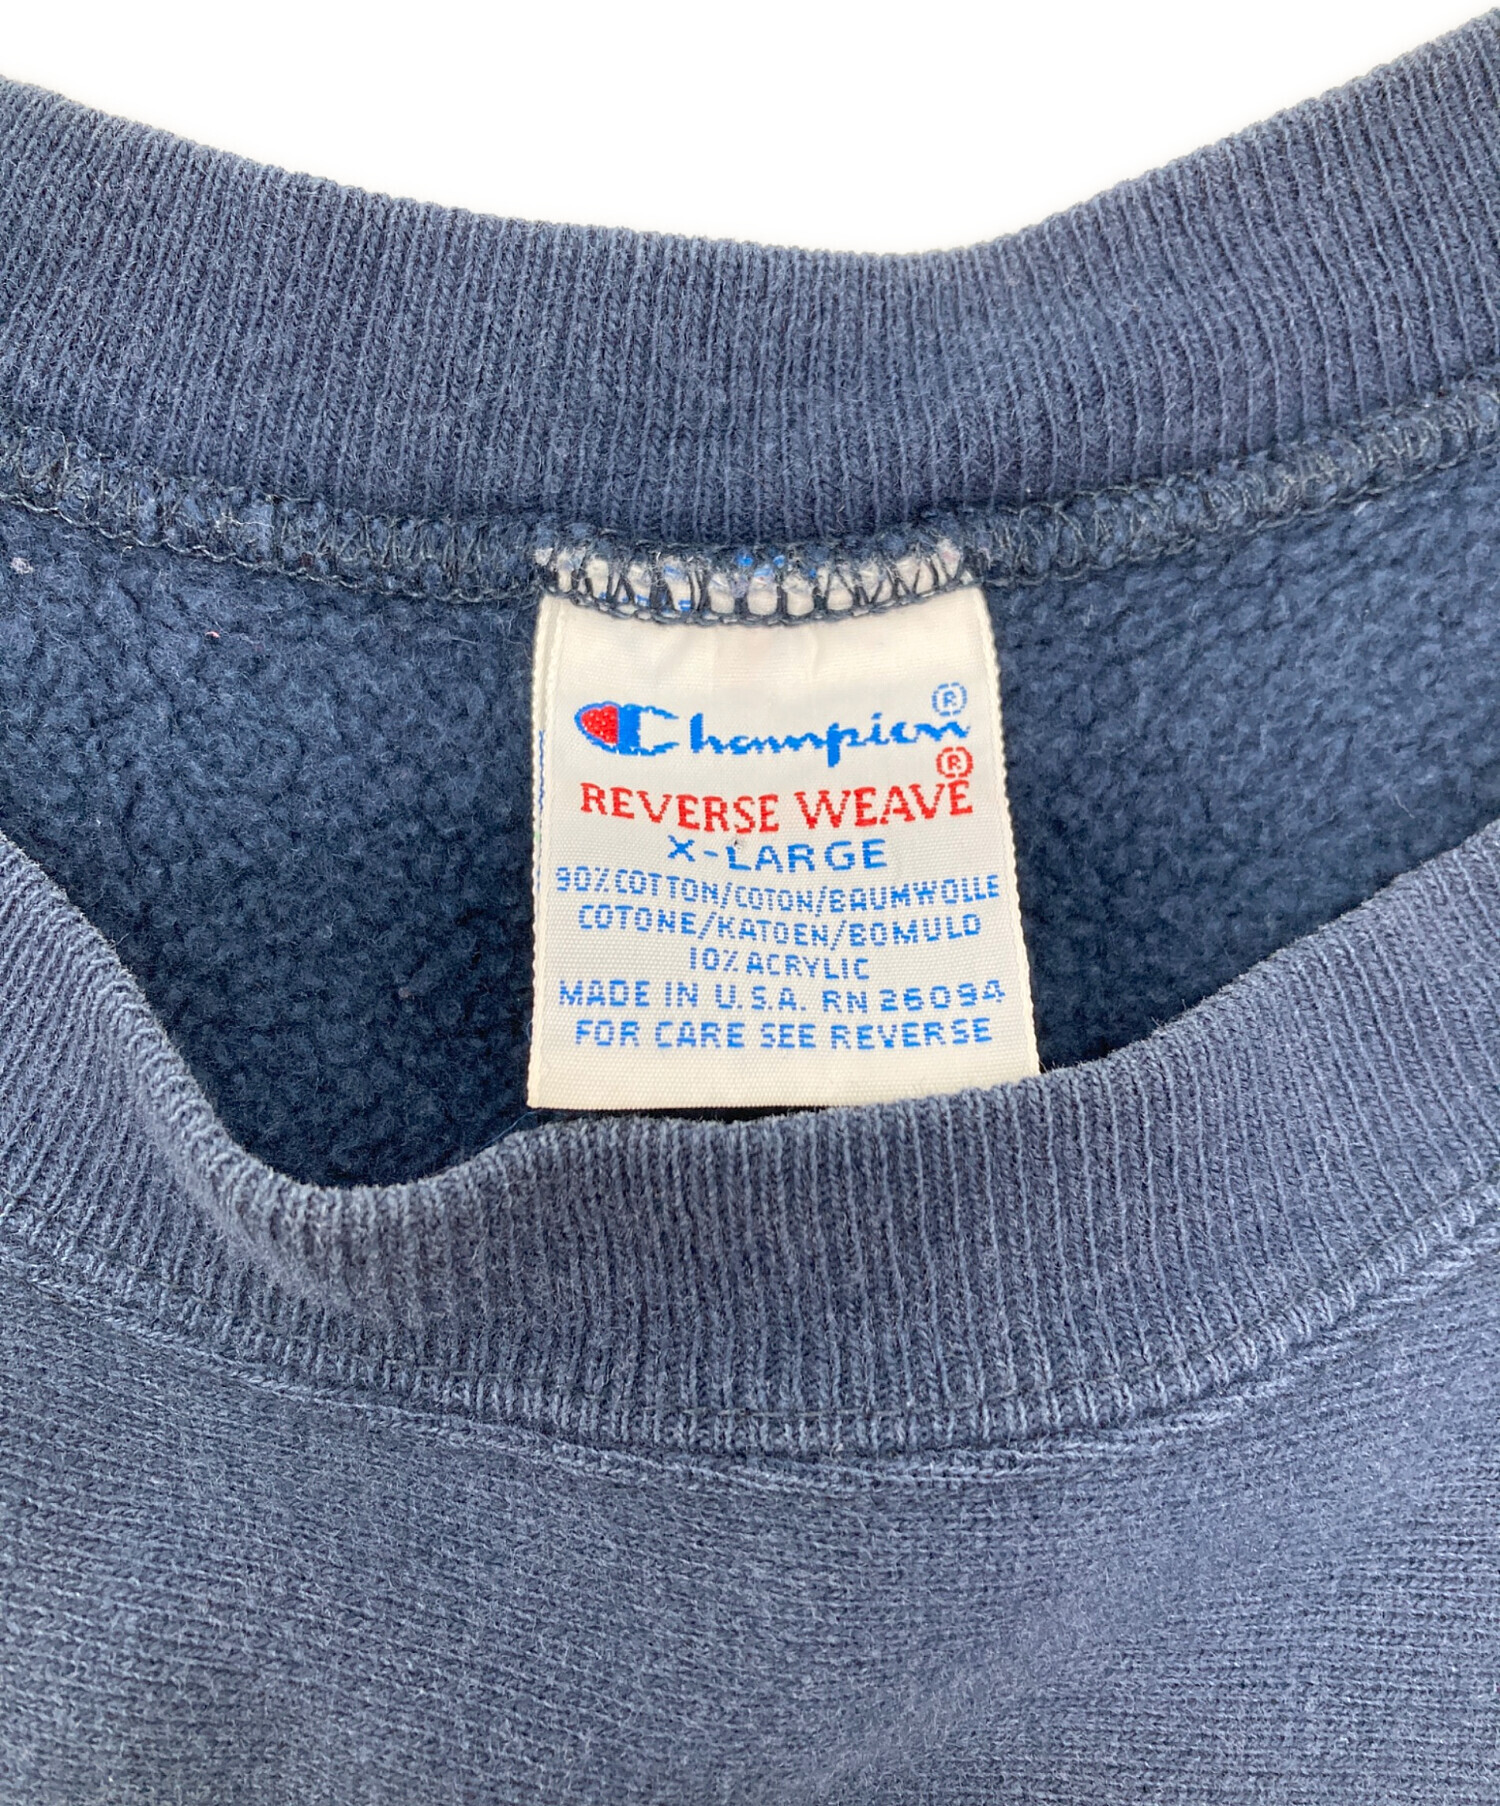 Champion®
REVERSE WEAVE®
X-LARGE
90% COTTON/COTON/BAUMWOLLE
COTONE/KATOEN/BOMULD
10% ACRYLIC
MADE IN U.S.A. RN 26094
FOR CARE SEE REVERSE